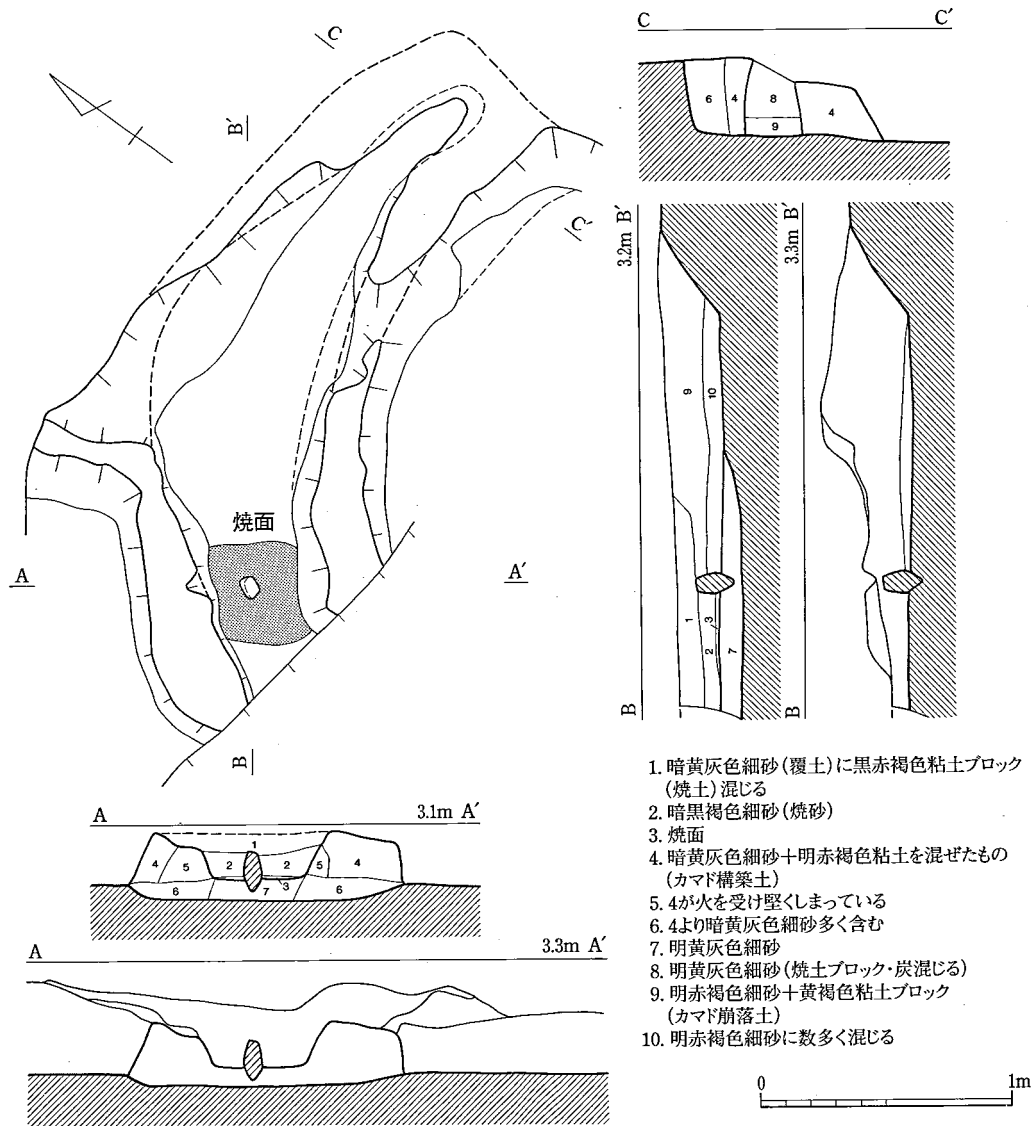 C C′
6 4 8 4
9
C
B′
C′
焼面
A A′
B
3.2m B′
9 10
1 3
2 7
B
3.3m B′
B
A 3.1m A′
1
4 5 2 2 5 4
3
6 7 6
A 3.3m A′
1. 暗黄灰色細砂(覆土)に黒赤褐色粘土ブロック
(焼土)混じる
2. 暗黒褐色細砂(焼砂)
3. 焼面
4. 暗黄灰色細砂+明赤褐色粘土を混ぜたもの
(カマド構築土)
5. 4が火を受け堅くしまっている
6. 4より暗黄灰色細砂多く含む
7. 明黄灰色細砂
8. 明黄灰色細砂(焼土ブロック・炭混じる)
9. 明赤褐色細砂+黄褐色粘土ブロック
(カマド崩落土)
10. 明赤褐色細砂に数多く混じる
0 1m